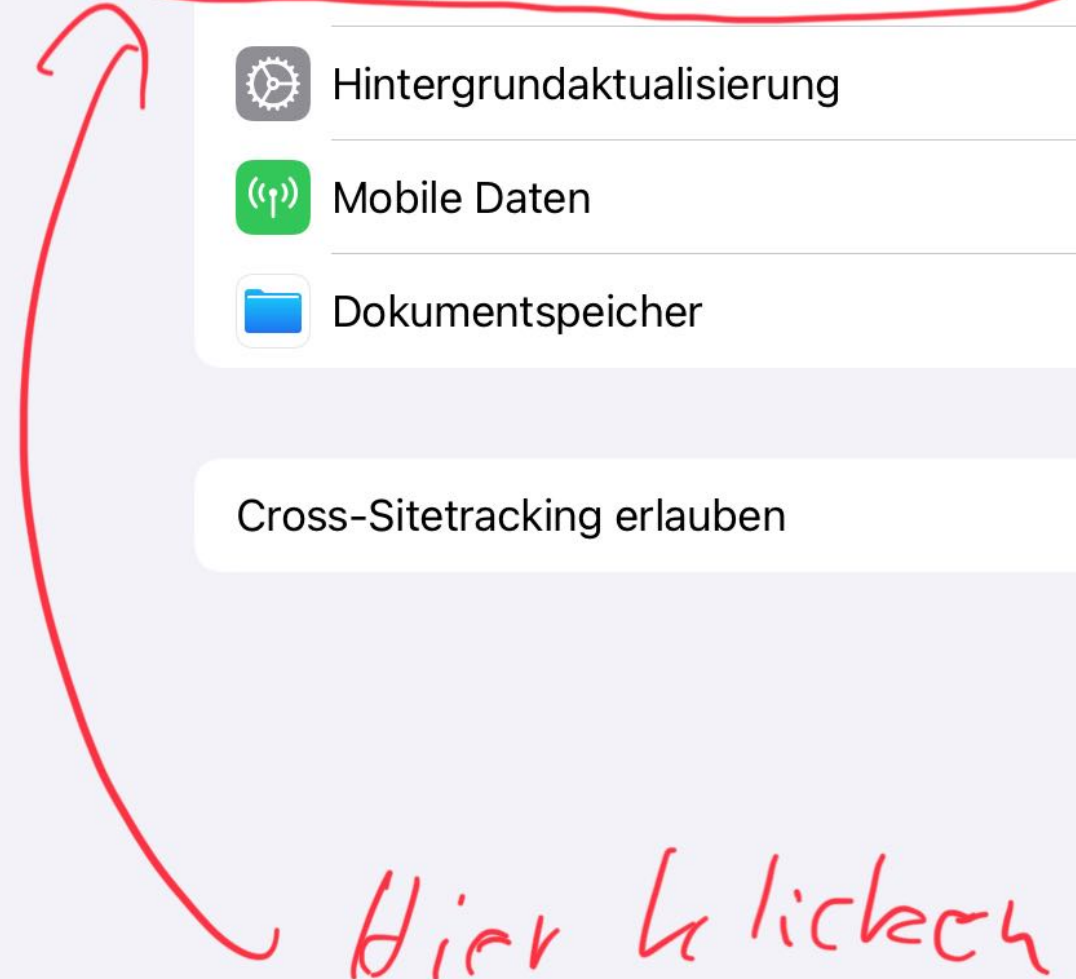 Hintergrundaktualisierung
Mobile Daten
Dokumentspeicher
Cross-Sitetracking erlauben
Hier klicken